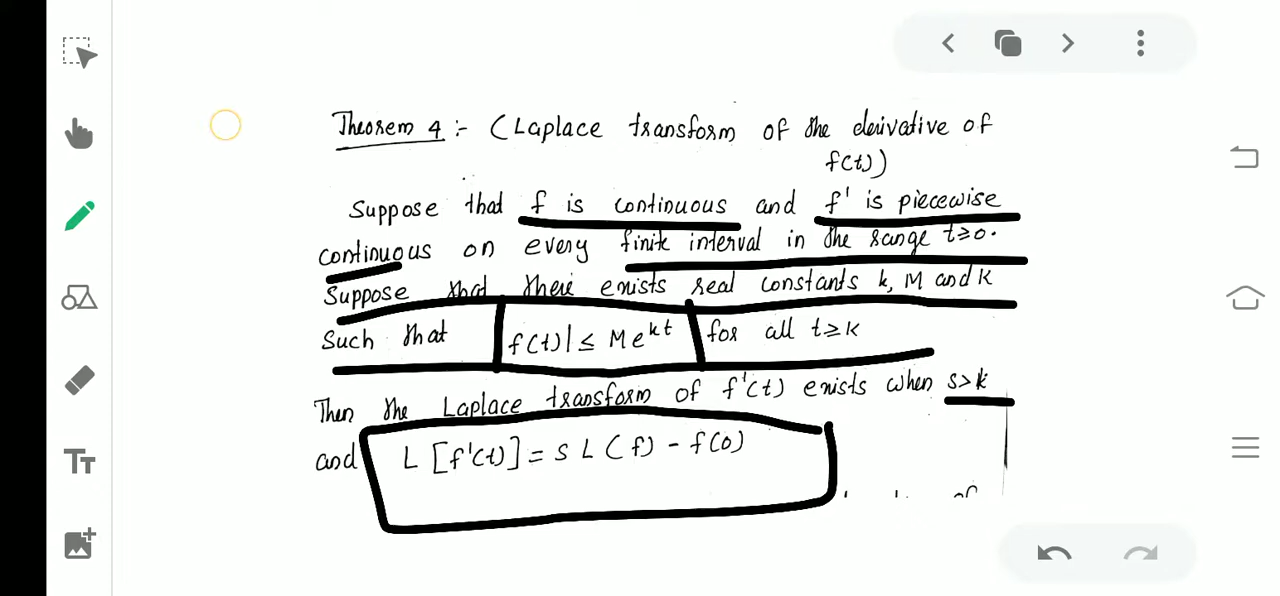 Theorem 4 :- (Laplace transform of the derivative of
f(t))
Suppose that f is continuous and f' is piecewise
continuous on every finite interval in the range t≥0.
Suppose that there exists real constants k, M and K
Such that f(t)| ≤ Me^kt for all t≥K
Then the Laplace transform of f'(t) exists when s>k
and L [f'(t)] = s L (f) - f(0)
TT